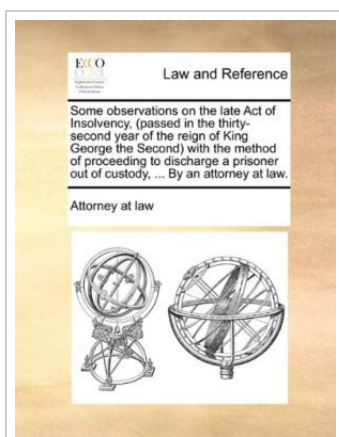 ECCO
Law and Reference
Some observations on the late Act of
Insolvency, (passed in the thirty-
second year of the reign of King
George the Second) with the method
of proceeding to discharge a prisoner
out of custody, ... By an attorney at law.
Attorney at law